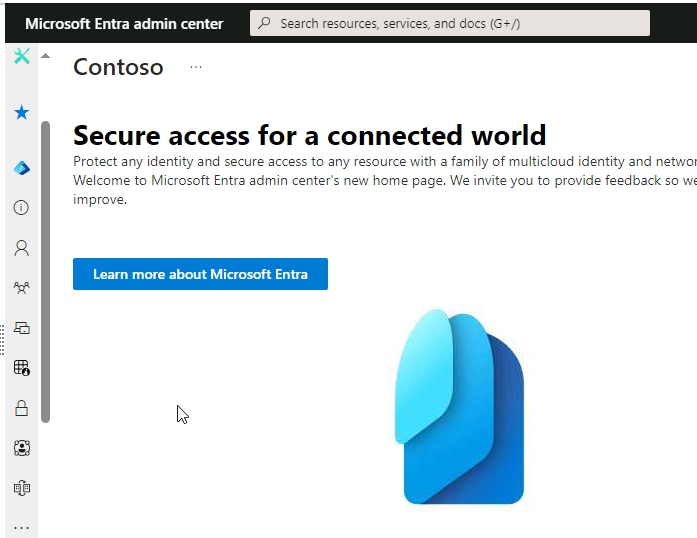 Microsoft Entra admin center
Search resources, services, and docs (G+/)
Contoso ...
Secure access for a connected world
Protect any identity and secure access to any resource with a family of multicloud identity and
Welcome to Microsoft Entra admin center's new home page. We invite you to provide feedback so we
improve.
Learn more about Microsoft Entra